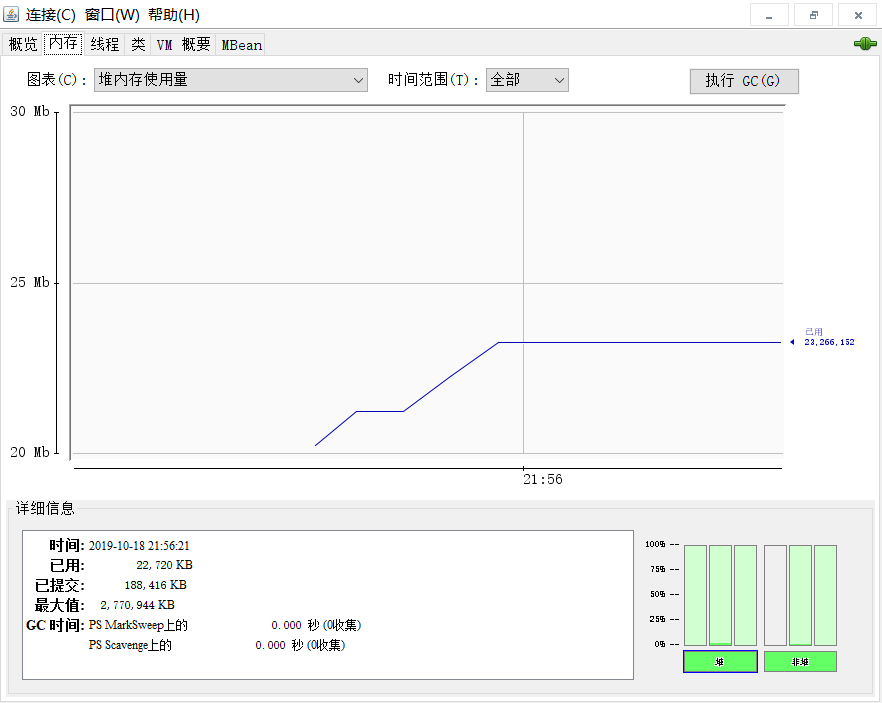 连接(C) 窗口(W) 帮助(H)
概览 内存 线程 类 VM 概要 MBean
图表(C): 堆内存使用量 时间范围(T): 全部 执行 GC(G)
30 Mb
25 Mb
已用
23,266,152
20 Mb
21:56
详细信息
时间: 2019-10-18 21:56:21
已用: 22,720 KB
已提交: 188,416 KB
最大值: 2,770,944 KB
GC 时间: PS MarkSweep上的 0.000 秒 (0收集)
PS Scavenge上的 0.000 秒 (0收集)
100% --
75% --
50% --
25% --
0% --
堆 非堆